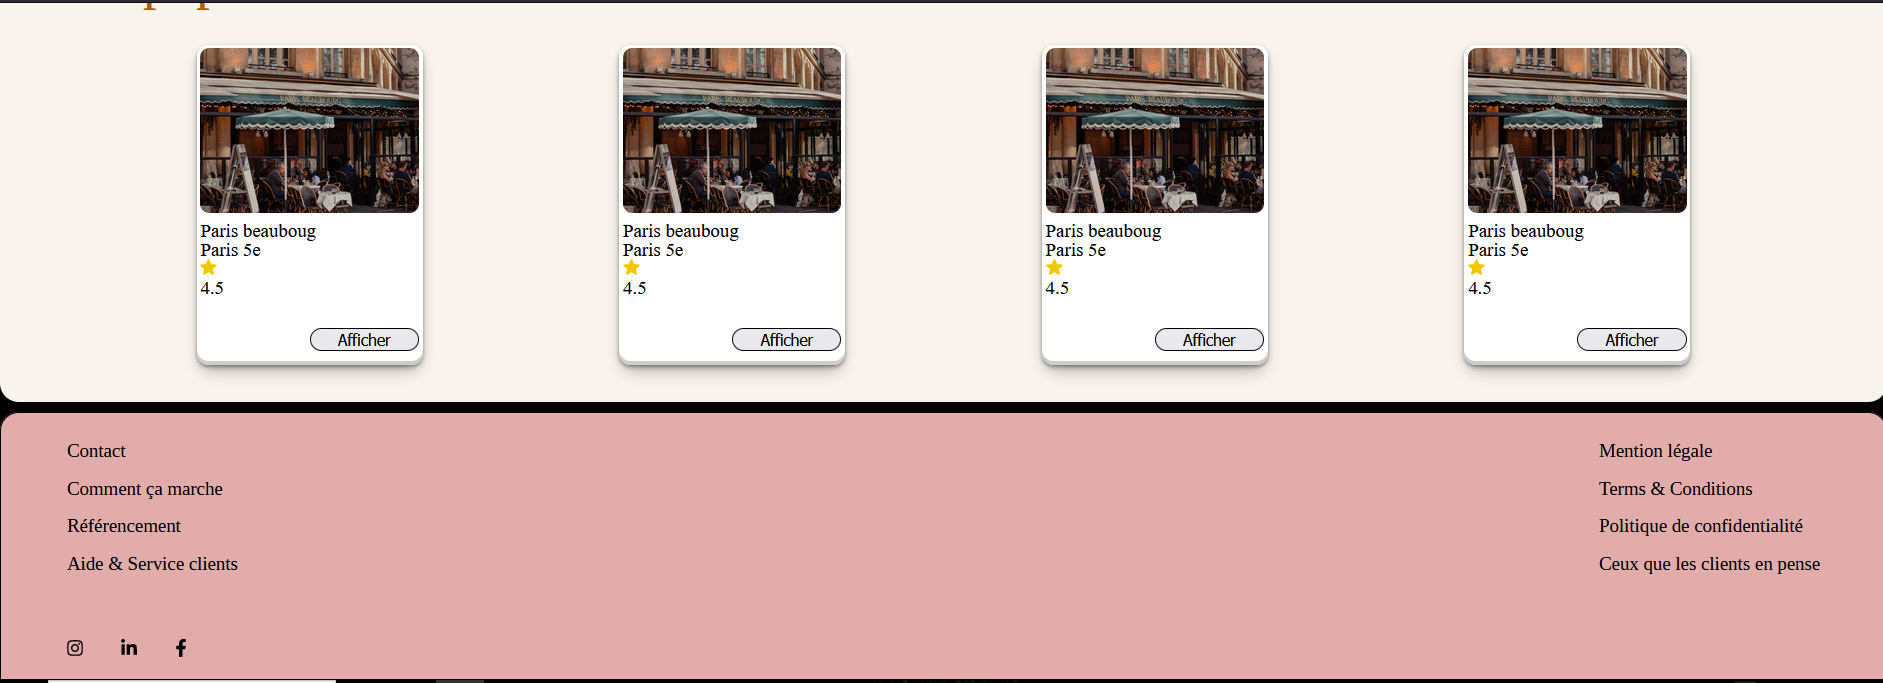 Paris beauboug
Paris 5e
4.5
Afficher
Paris beauboug
Paris 5e
4.5
Afficher
Paris beauboug
Paris 5e
4.5
Afficher
Paris beauboug
Paris 5e
4.5
Afficher
Contact
Comment ça marche
Référencement
Aide & Service clients
Mention légale
Terms & Conditions
Politique de confidentialité
Ceux que les clients en pense